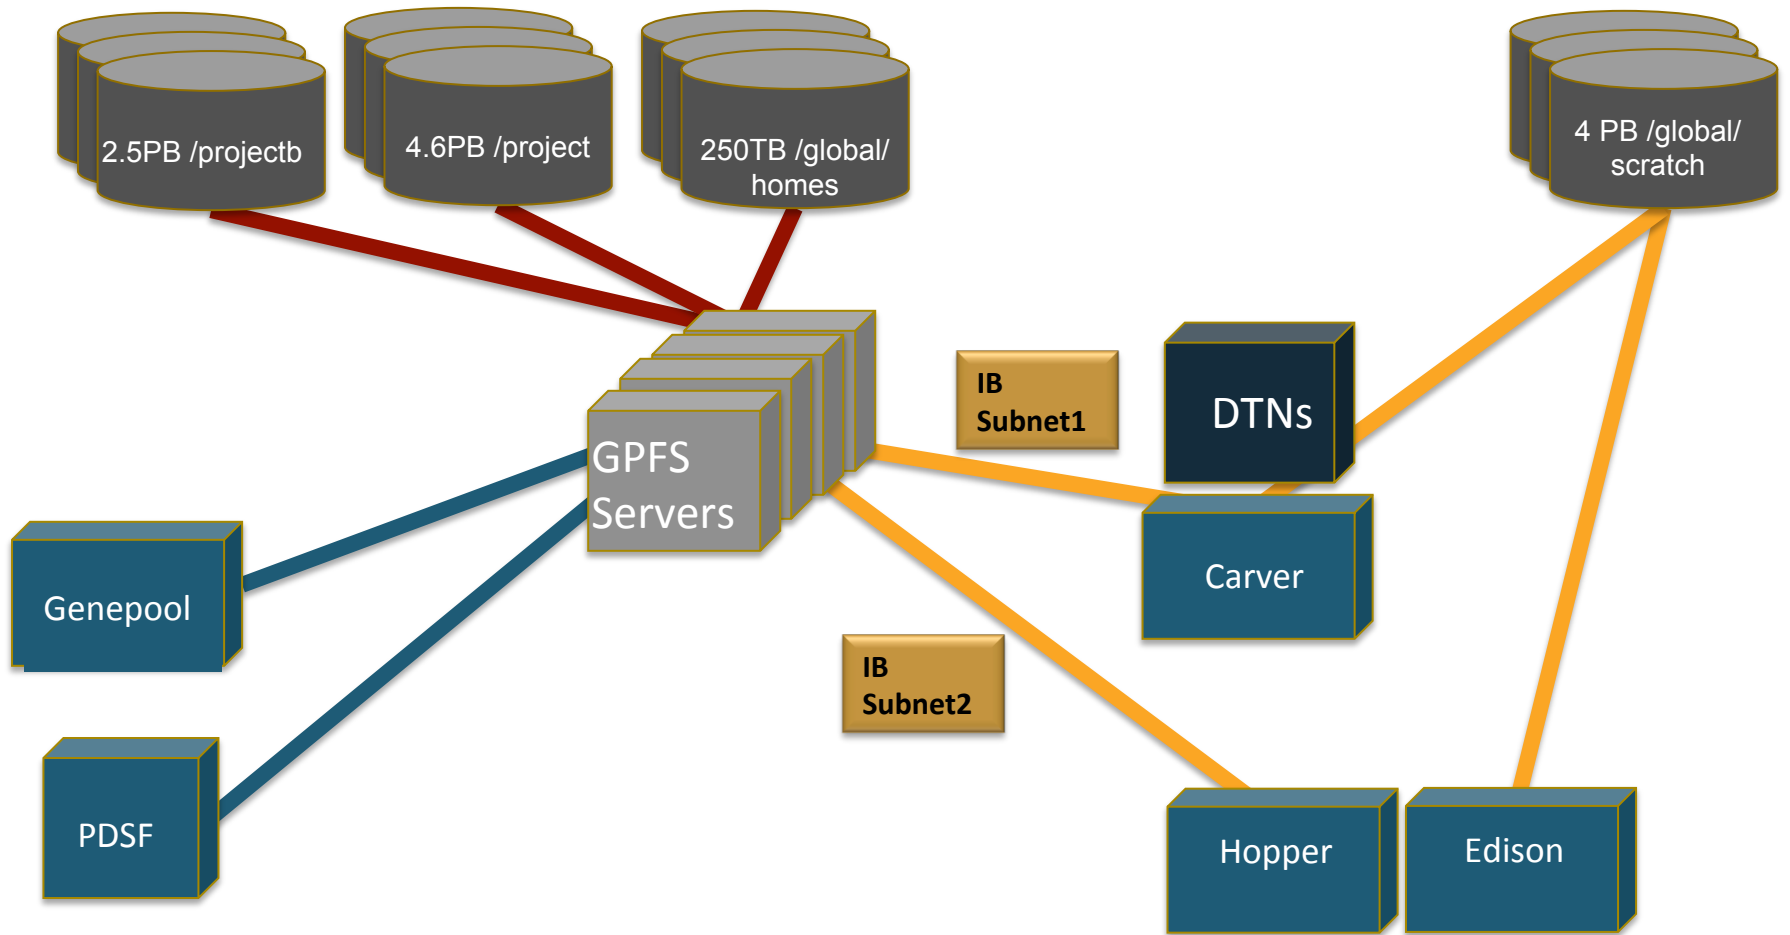 2.5PB /projectb
4.6PB /project
250TB /global/
homes
4 PB /global/
scratch
IB
Subnet1
DTNs
GPFS
Servers
Carver
Genepool
IB
Subnet2
PDSF
Hopper
Edison